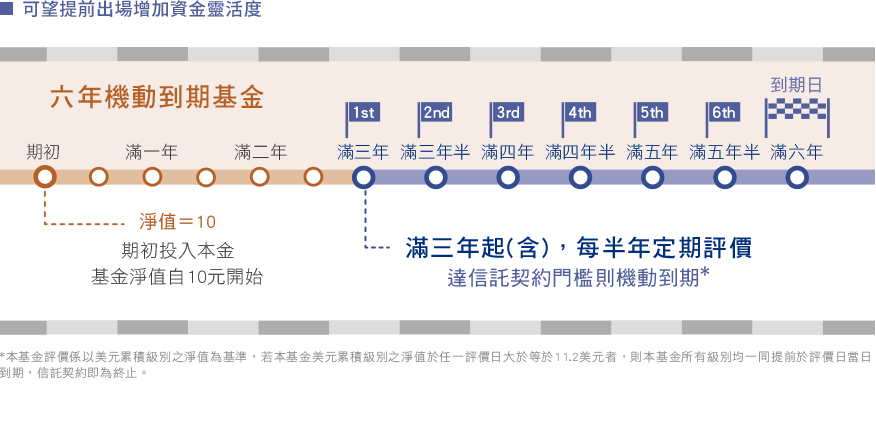 可望提前出場增加資金靈活度
六年機動到期基金
1st 2nd 3rd 4th 5th 6th 到期日
期初 滿一年 滿二年 滿三年 滿三年半 滿四年 滿四年半 滿五年 滿五年半 滿六年
淨值＝10
期初投入本金
基金淨值自10元開始
滿三年起(含)，每半年定期評價
達信託契約門檻則機動到期*
*本基金評價係以美元累積級別之淨值為基準，若本基金美元累積級別之淨值於任一評價日大於等於11.2美元者，則本基金所有級別均一同提前於評價日當日
到期，信託契約即為終止。